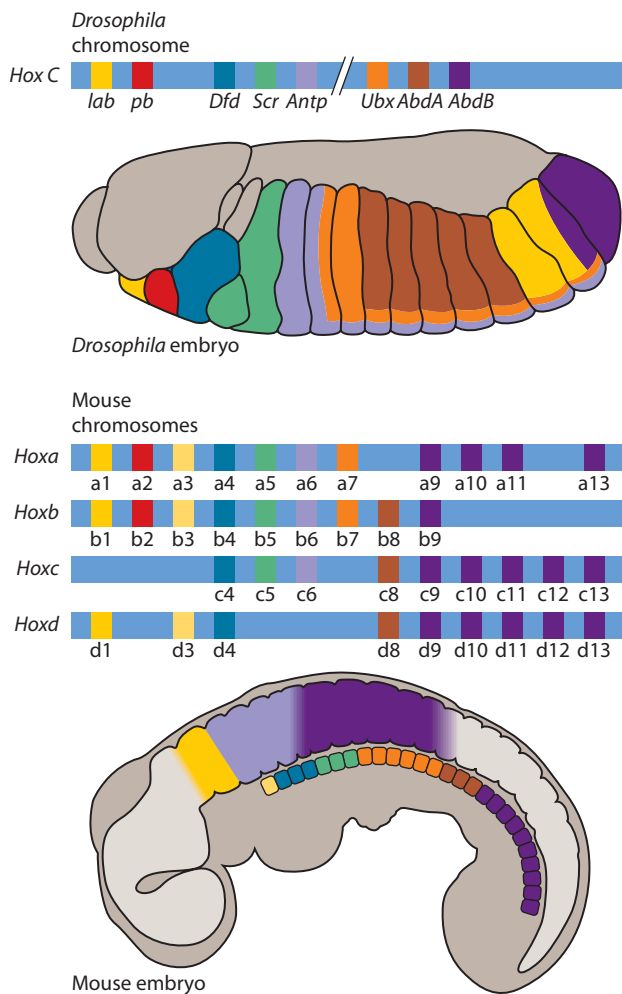 Drosophila
chromosome
Hox C
lab pb Dfd Scr Antp Ubx AbdA AbdB
Drosophila embryo
Mouse
chromosomes
Hoxa
a1 a2 a3 a4 a5 a6 a7 a9 a10 a11 a13
Hoxb
b1 b2 b3 b4 b5 b6 b7 b8 b9
Hoxc
c4 c5 c6 c8 c9 c10 c11 c12 c13
Hoxd
d1 d3 d4 d8 d9 d10 d11 d12 d13
Mouse embryo